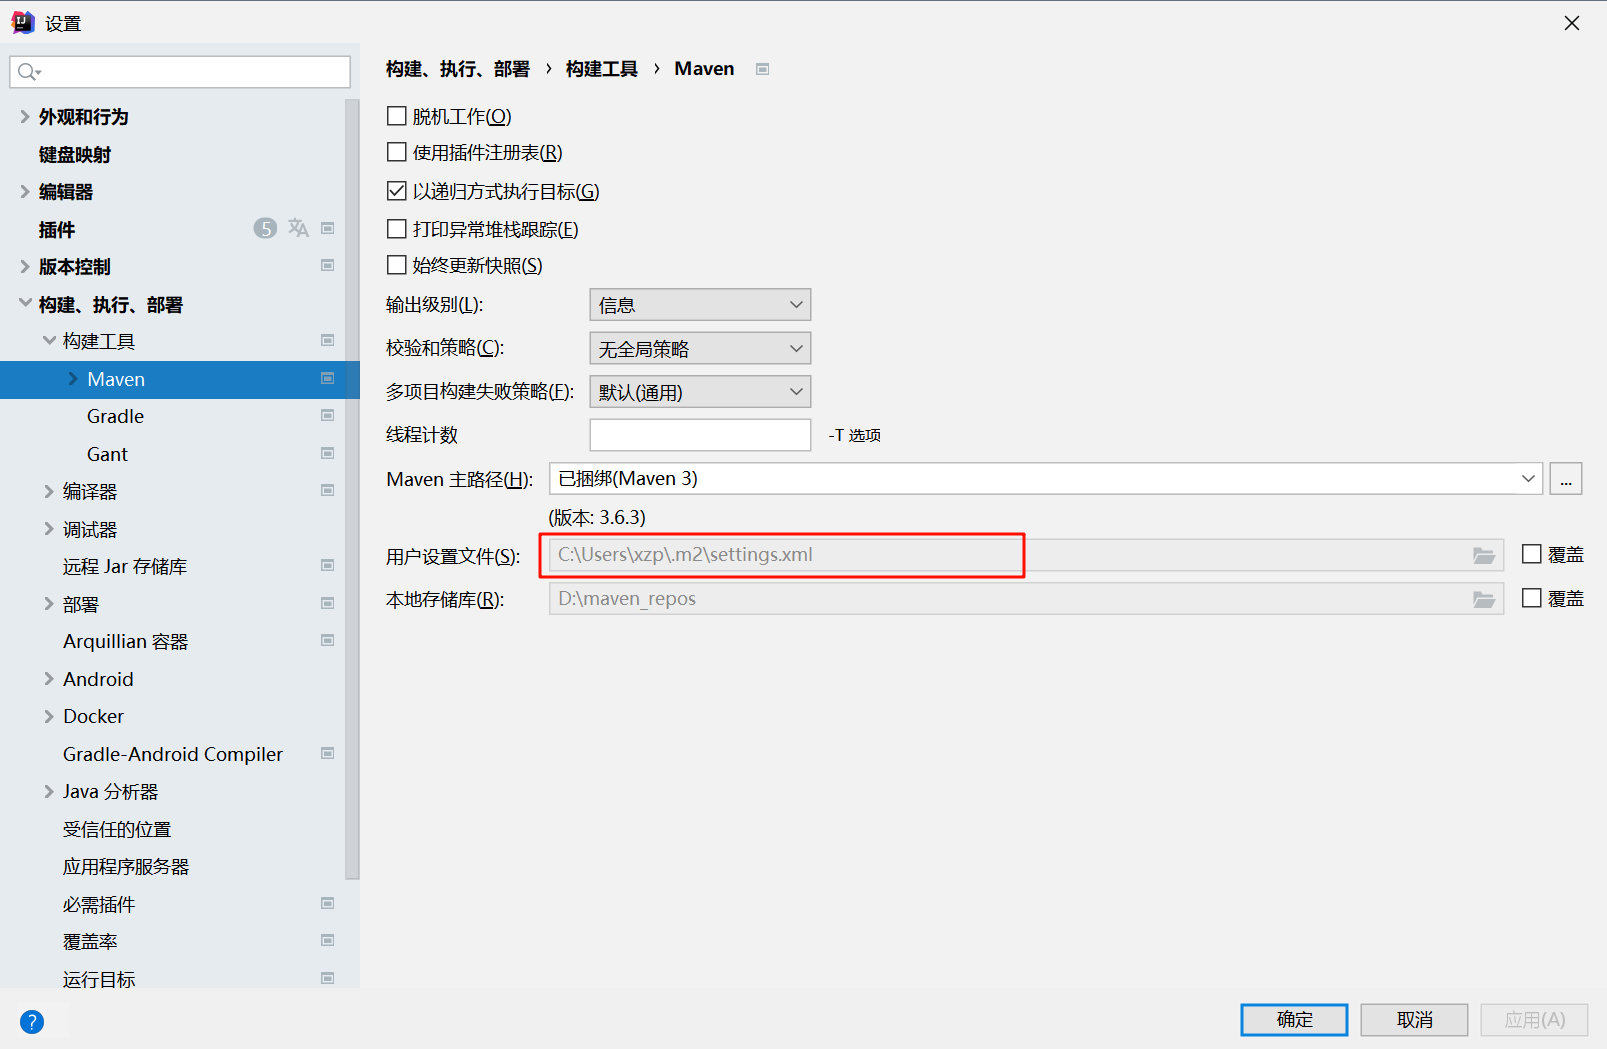 设置
外观和行为
键盘映射
编辑器
插件 5
版本控制
构建、执行、部署
构建工具
Maven
Gradle
Gant
编译器
调试器
远程 Jar 存储库
部署
Arquillian 容器
Android
Docker
Gradle-Android Compiler
Java 分析器
受信任的位置
应用程序服务器
必需插件
覆盖率
运行目标
构建、执行、部署 › 构建工具 › Maven
脱机工作(O)
使用插件注册表(R)
以递归方式执行目标(G)
打印异常堆栈跟踪(E)
始终更新快照(S)
输出级别(L): 信息
校验和策略(C): 无全局策略
多项目构建失败策略(F): 默认(通用)
线程计数 -T 选项
Maven 主路径(H): 已捆绑(Maven 3) ...
(版本: 3.6.3)
用户设置文件(S): C:\Users\xzp\.m2\settings.xml 覆盖
本地存储库(R): D:\maven_repos 覆盖
? 确定 取消 应用(A)